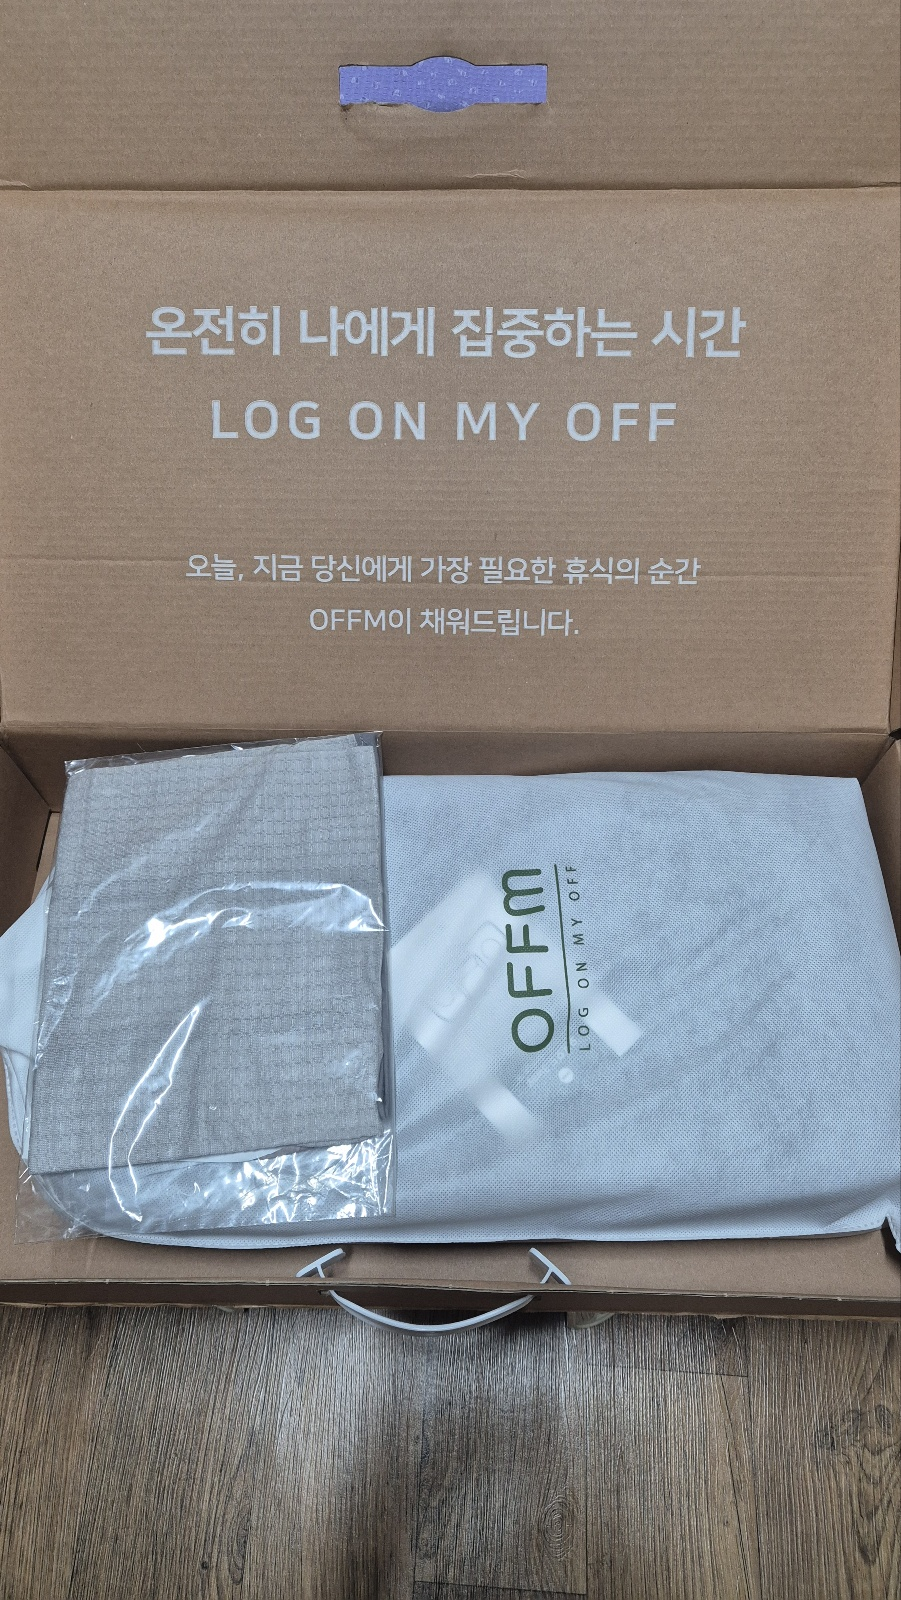 온전히 나에게 집중하는 시간
LOG ON MY OFF
오늘, 지금 당신에게 가장 필요한 휴식의 순간
OFFM이 채워드립니다.
OFFM
LOG ON MY OFF